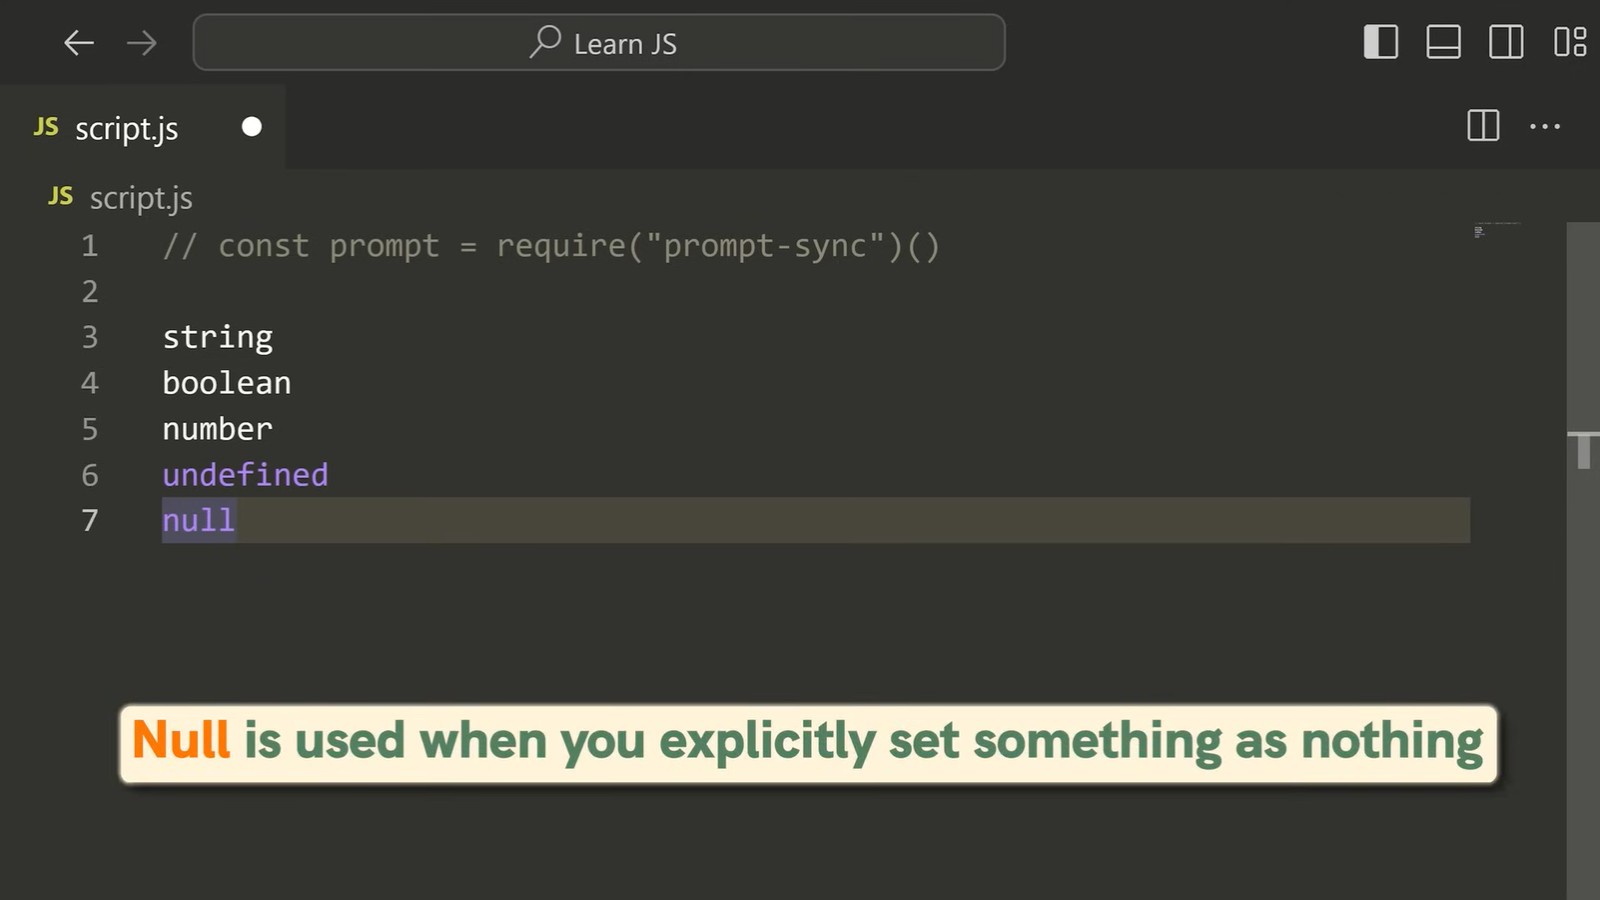 Learn JS
JS script.js
JS script.js
1 // const prompt = require("prompt-sync")()
2
3 string
4 boolean
5 number
6 undefined
7 null
Null is used when you explicitly set something as nothing